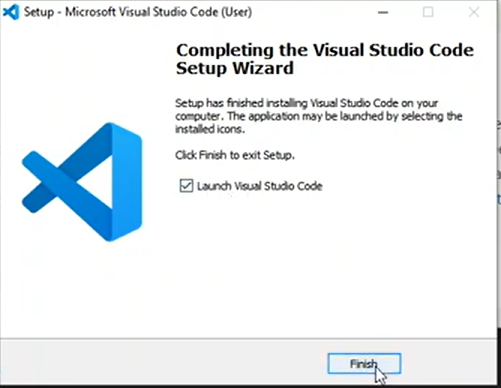 Setup - Microsoft Visual Studio Code (User)
Completing the Visual Studio Code
Setup Wizard
Setup has finished installing Visual Studio Code on your
computer. The application may be launched by selecting the
installed icons.
Click Finish to exit Setup.
Launch Visual Studio Code
Finish